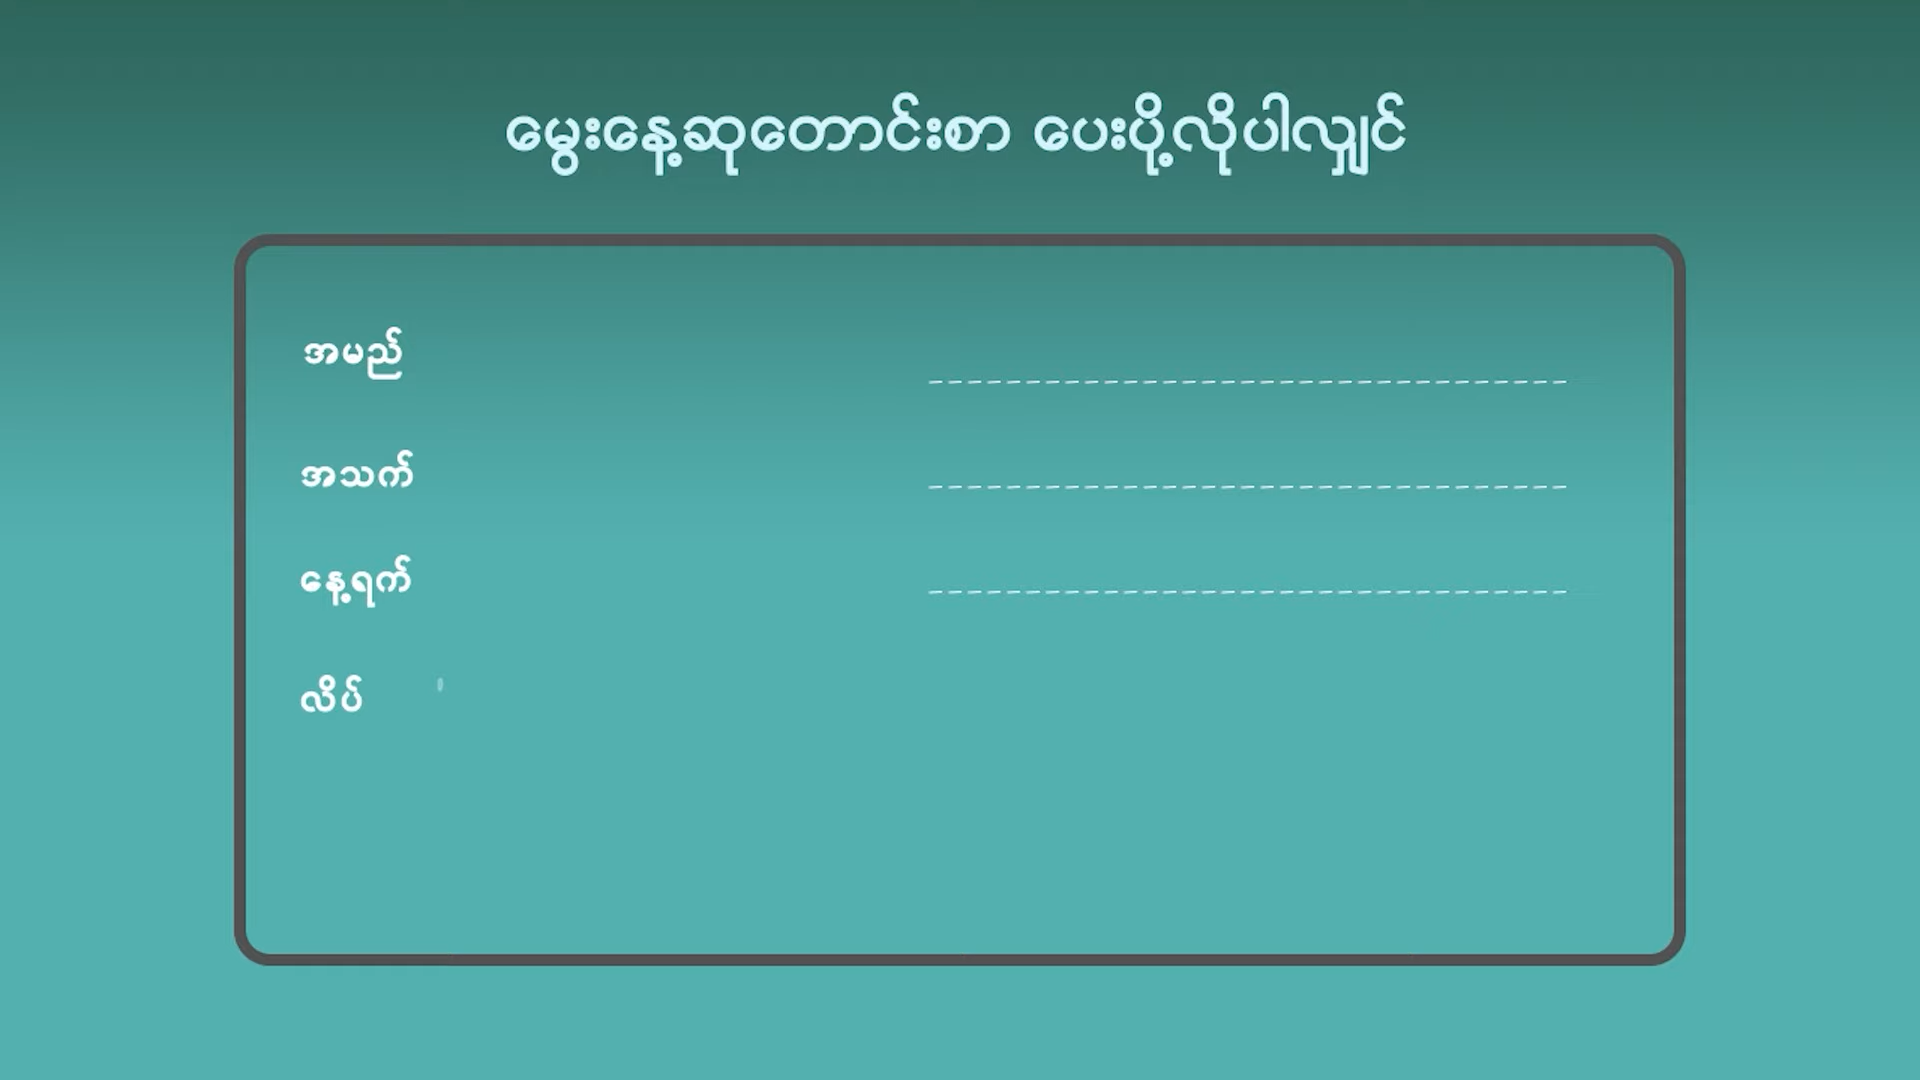 မွေးနေ့ဆုတောင်းစာ ပေးပို့လိုပါလျှင်
အမည်
အသက်
နေ့ရက်
လိပ်